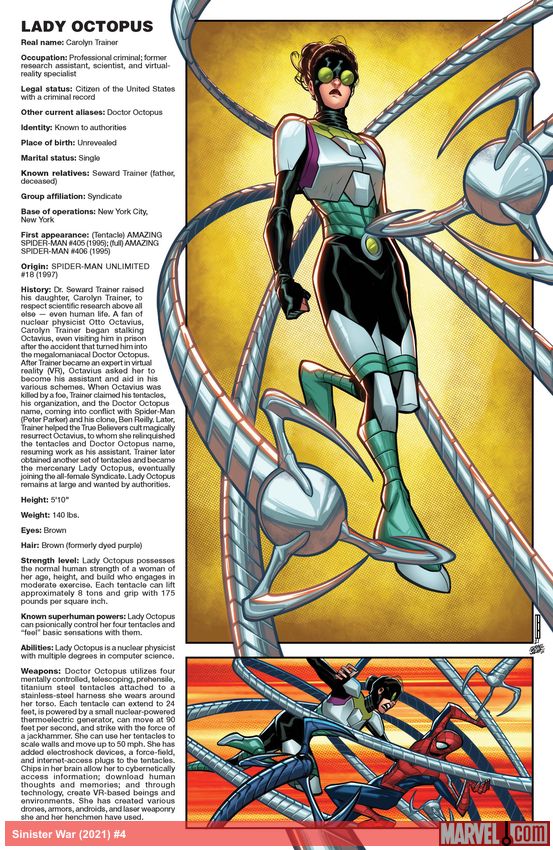 LADY OCTOPUS
Real name: Carolyn Trainer
Occupation: Professional criminal; former
research assistant, scientist, and virtual-
reality specialist
Legal status: Citizen of the United States
with a criminal record
Other current aliases: Doctor Octopus
Identity: Known to authorities
Place of birth: Unrevealed
Marital status: Single
Known relatives: Seward Trainer (father,
deceased)
Group affiliation: Syndicate
Base of operations: New York City,
New York
First appearance: (Tentacle) AMAZING
SPIDER-MAN #405 (1995); (full) AMAZING
SPIDER-MAN #406 (1995)
Origin: SPIDER-MAN UNLIMITED
#18 (1997)
History: Dr. Seward Trainer raised
his daughter, Carolyn Trainer, to
respect scientific research above all
else — even human life. A fan of
nuclear physicist Otto Octavius,
Carolyn Trainer began stalking
Octavius, even visiting him in prison
after the accident that turned him into
the megalomaniacal Doctor Octopus.
After Trainer became an expert in virtual
reality (VR), Octavius asked her to
become his assistant and aid in his
various schemes. When Octavius was
killed by a foe, Trainer claimed his tentacles,
his organization, and the Doctor Octopus
name, coming into conflict with Spider-Man
(Peter Parker) and his clone, Ben Reilly. Later,
Trainer helped the True Believers cult magically
resurrect Octavius, to whom she relinquished
the tentacles and Doctor Octopus name,
resuming work as his assistant. Trainer later
obtained another set of tentacles and became
the mercenary Lady Octopus, eventually
joining the all-female Syndicate. Lady Octopus
remains at large and wanted by authorities.
Height: 5'10"
Weight: 140 lbs.
Eyes: Brown
Hair: Brown (formerly dyed purple)
Strength level: Lady Octopus possesses
the normal human strength of a woman of
her age, height, and build who engages in
moderate exercise. Each tentacle can lift
approximately 8 tons and grip with 175
pounds per square inch.
Known superhuman powers: Lady Octopus
can psionically control her four tentacles and
"feel" basic sensations with them.
Abilities: Lady Octopus is a nuclear physicist
with multiple degrees in computer science.
Weapons: Doctor Octopus utilizes four
mentally controlled, telescoping, prehensile,
titanium steel tentacles attached to a
stainless-steel harness she wears around
her torso. Each tentacle can extend to 24
feet, is powered by a small nuclear-powered
thermoelectric generator, can move at 90
feet per second, and strike with the force of
a jackhammer. She can use her tentacles to
scale walls and move up to 50 mph. She has
added electroshock devices, a force-field,
and internet-access plugs to the tentacles.
Chips in her brain allow her to cybernetically
access information; download human
thoughts and memories; and through
technology, create VR-based beings and
environments. She has created various
drones, armors, androids, and laser weaponry
she and her henchmen have used.
Sinister War (2021) #4
MARVEL.com